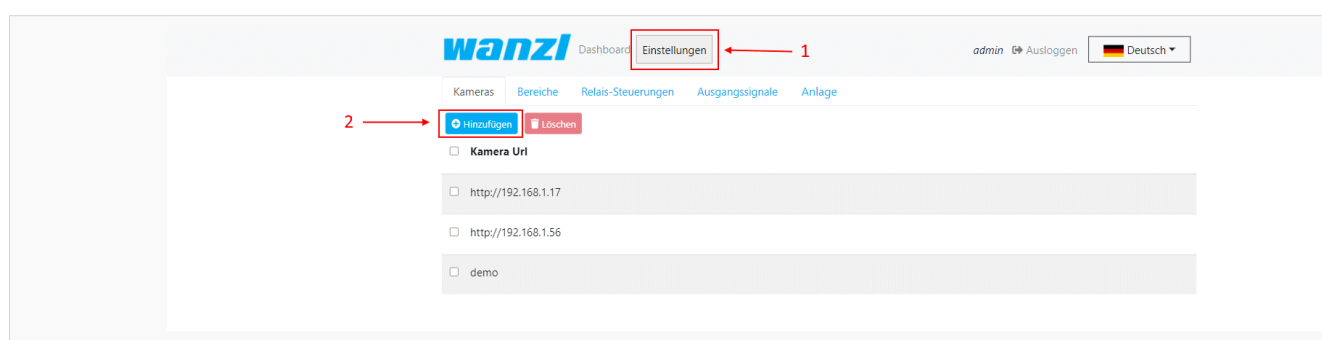 wanzl Dashboard Einstellungen 1 admin Ausloggen Deutsch
Kameras Bereiche Relais-Steuerungen Ausgangssignale Anlage
2 Hinzufügen Löschen
Kamera Url
http://192.168.1.17
http://192.168.1.56
demo